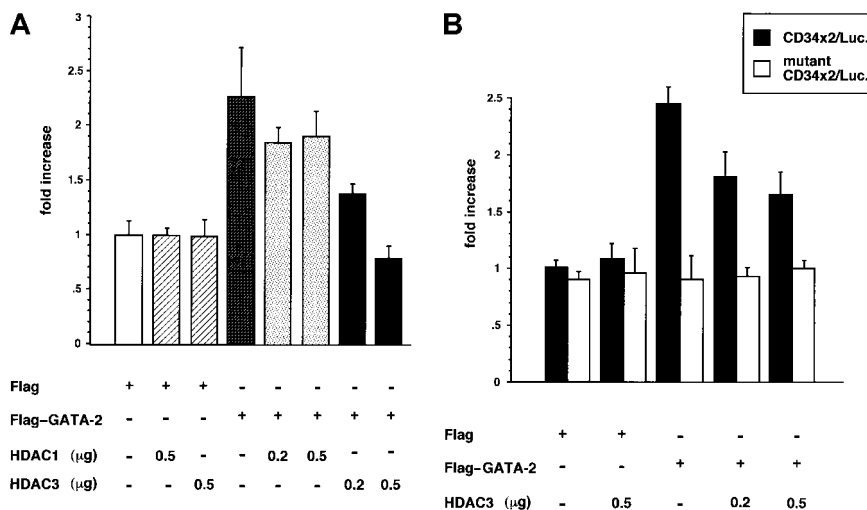 A
fold increase
3
2.5
2
1.5
1
.5
0
Flag + + + - - - - -
Flag-GATA-2 - - - + + + + +
HDAC1 (μg) - 0.5 - - 0.2 0.5 - -
HDAC3 (μg) - - 0.5 - - - 0.2 0.5
B
CD34x2/Luc.
mutant
CD34x2/Luc.
fold increase
2.5
2
1.5
1
.5
0
Flag + + - - -
Flag-GATA-2 - - + + +
HDAC3 (μg) - 0.5 - 0.2 0.5